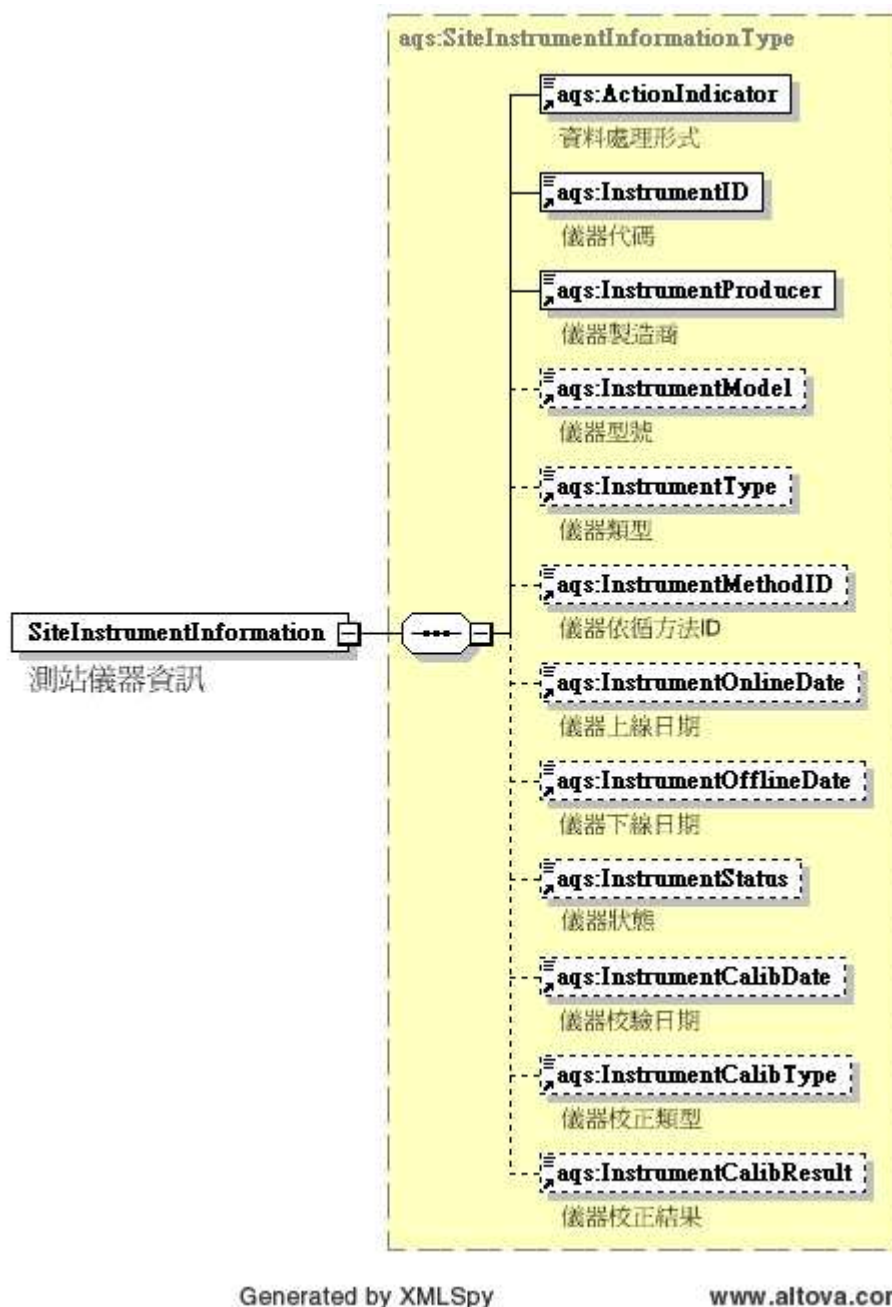 aqs:SiteInstrumentInformationType
aqs:ActionIndicator
資料處理形式
aqs:InstrumentID
儀器代碼
aqs:InstrumentProducer
儀器製造商
aqs:InstrumentModel
儀器型號
aqs:InstrumentType
儀器類型
aqs:InstrumentMethodID
儀器依循方法ID
SiteInstrumentInformation
測站儀器資訊
aqs:InstrumentOnlineDate
儀器上線日期
aqs:InstrumentOfflineDate
儀器下線日期
aqs:InstrumentStatus
儀器狀態
aqs:InstrumentCalibDate
儀器校驗日期
aqs:InstrumentCalibType
儀器校正類型
aqs:InstrumentCalibResult
儀器校正結果
Generated by XMLSpy
www.altova.com